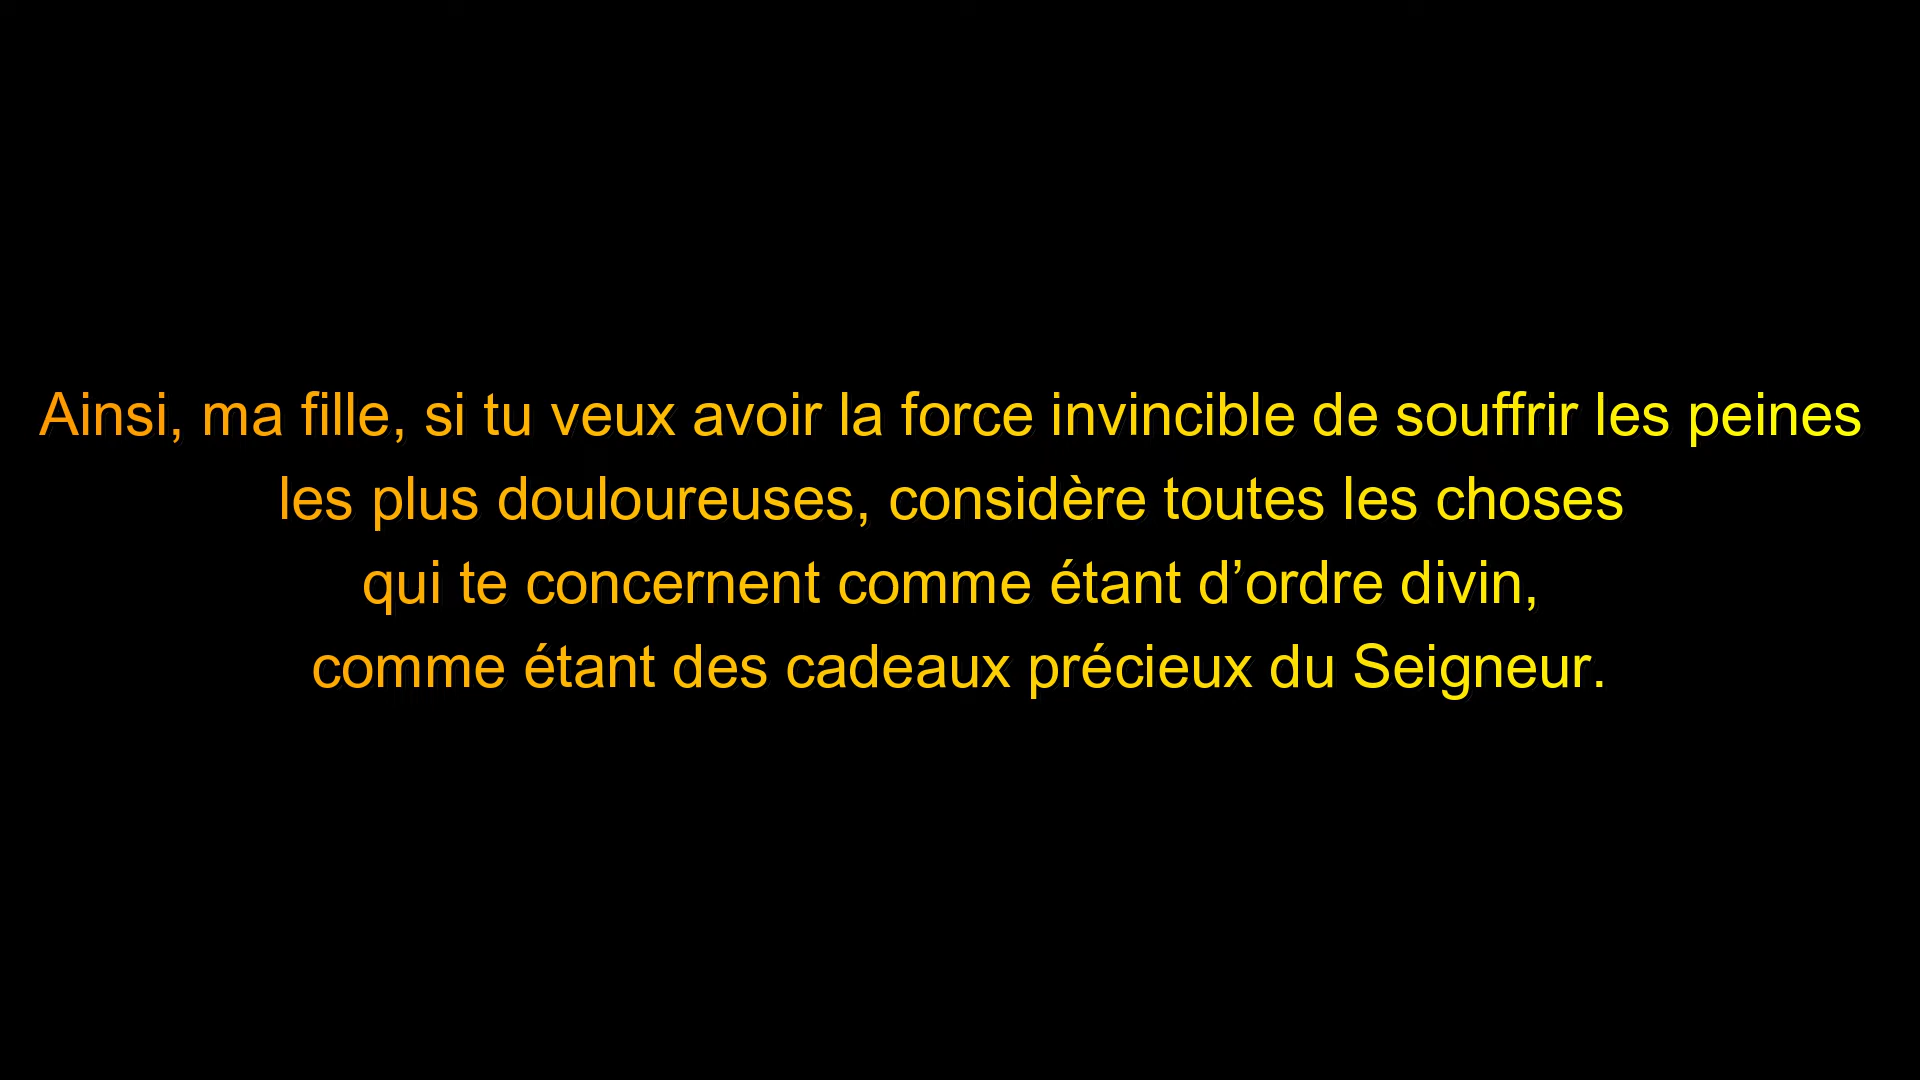 Ainsi, ma fille, si tu veux avoir la force invincible de souffrir les peines
les plus douloureuses, considère toutes les choses
qui te concernent comme étant d’ordre divin,
comme étant des cadeaux précieux du Seigneur.